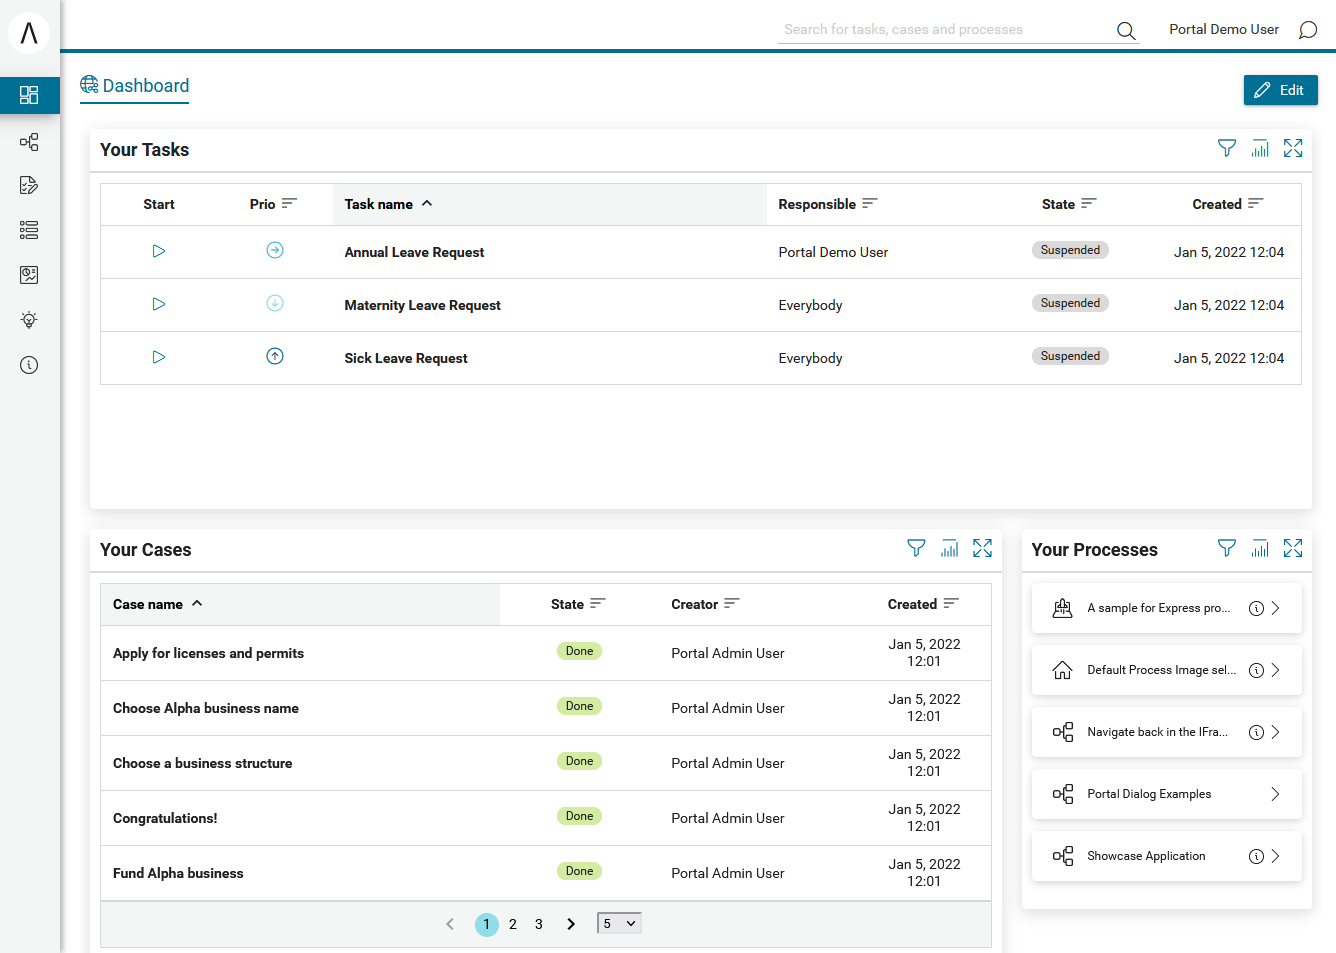 Search for tasks, cases and processes
Portal Demo User
Dashboard
Edit
Your Tasks
Start Prio Task name Responsible State Created
Annual Leave Request Portal Demo User Suspended Jan 5, 2022 12:04
Maternity Leave Request Everybody Suspended Jan 5, 2022 12:04
Sick Leave Request Everybody Suspended Jan 5, 2022 12:04
Your Cases
Case name State Creator Created
Apply for licenses and permits Done Portal Admin User Jan 5, 2022 12:01
Choose Alpha business name Done Portal Admin User Jan 5, 2022 12:01
Choose a business structure Done Portal Admin User Jan 5, 2022 12:01
Congratulations! Done Portal Admin User Jan 5, 2022 12:01
Fund Alpha business Done Portal Admin User Jan 5, 2022 12:01
1 2 3 5
Your Processes
A sample for Express pro...
Default Process Image sel...
Navigate back in the IFra...
Portal Dialog Examples
Showcase Application